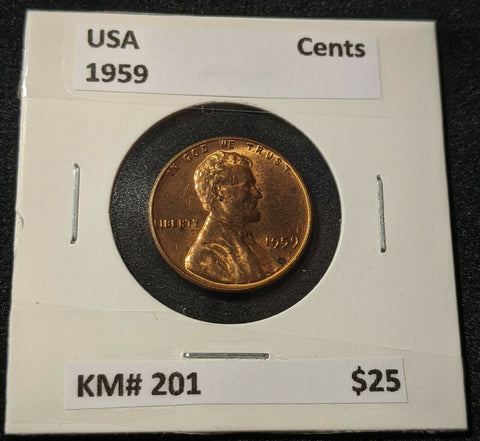 USA Cents
1959
IN GOD WE TRUST
LIBERTY 1959
KM# 201 $25